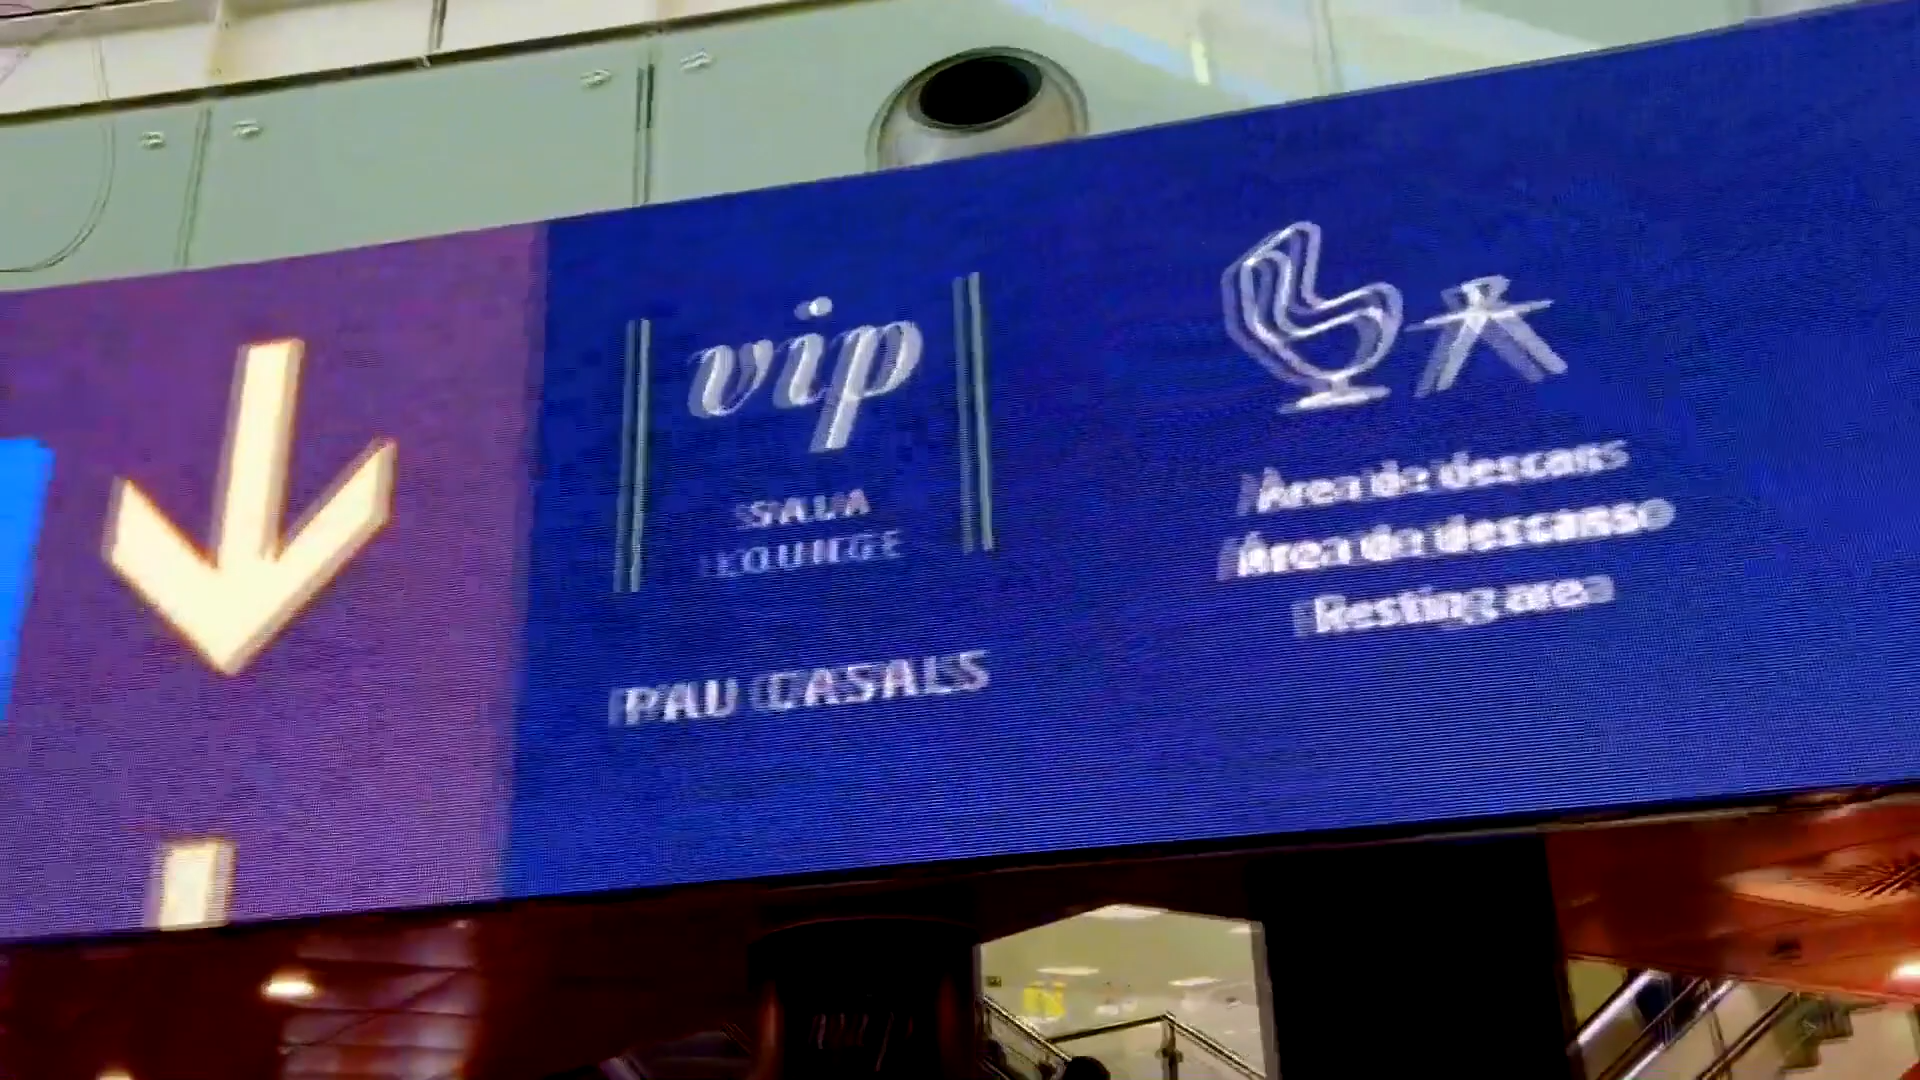 vip
SALA
LOUNGE
PAU CASALS
Àrea de descans
Área de descanso
Resting area